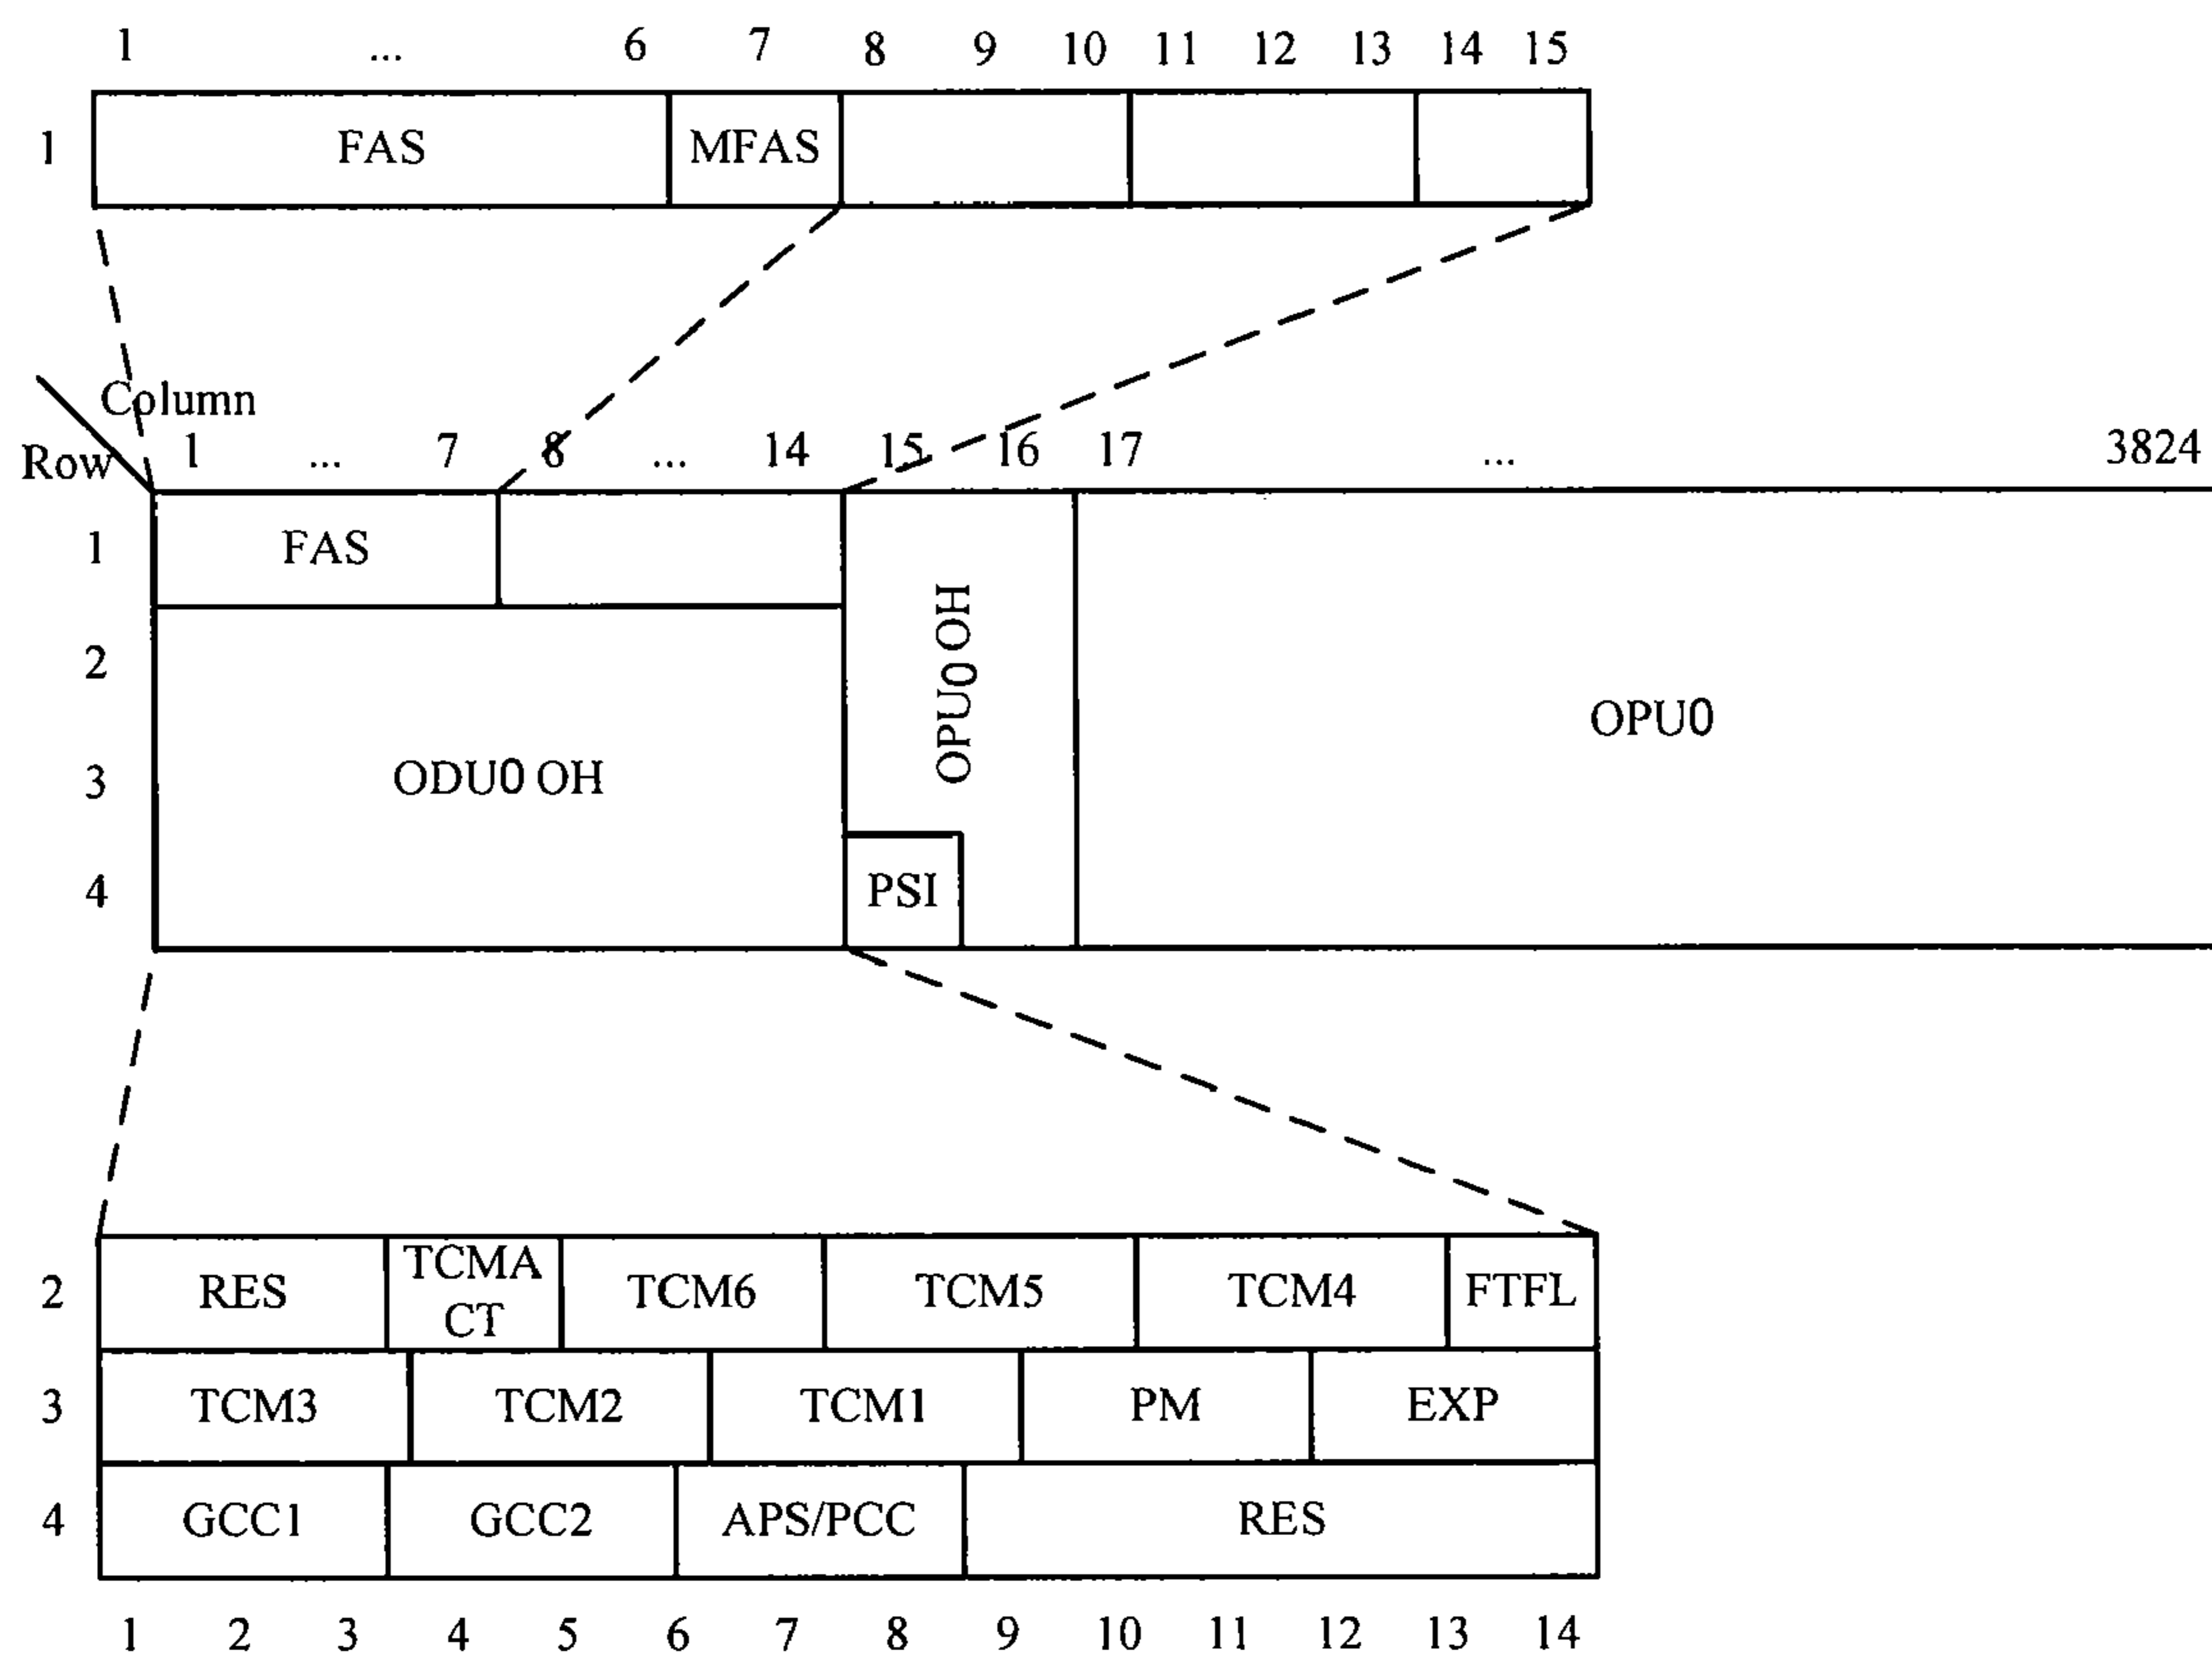 1 ... 6 7 8 9 10 11 12 13 14 15
1 FAS MFAS
Column
Row 1 ... 7 8 ... 14 15 16 17 ... 3824
1 FAS
2
3 ODU0 OH
4 PSI
OPU0 OH
OPU0
2 RES TCMA CT TCM6 TCM5 TCM4 FTFL
3 TCM3 TCM2 TCM1 PM EXP
4 GCC1 GCC2 APS/PCC RES
1 2 3 4 5 6 7 8 9 10 11 12 13 14